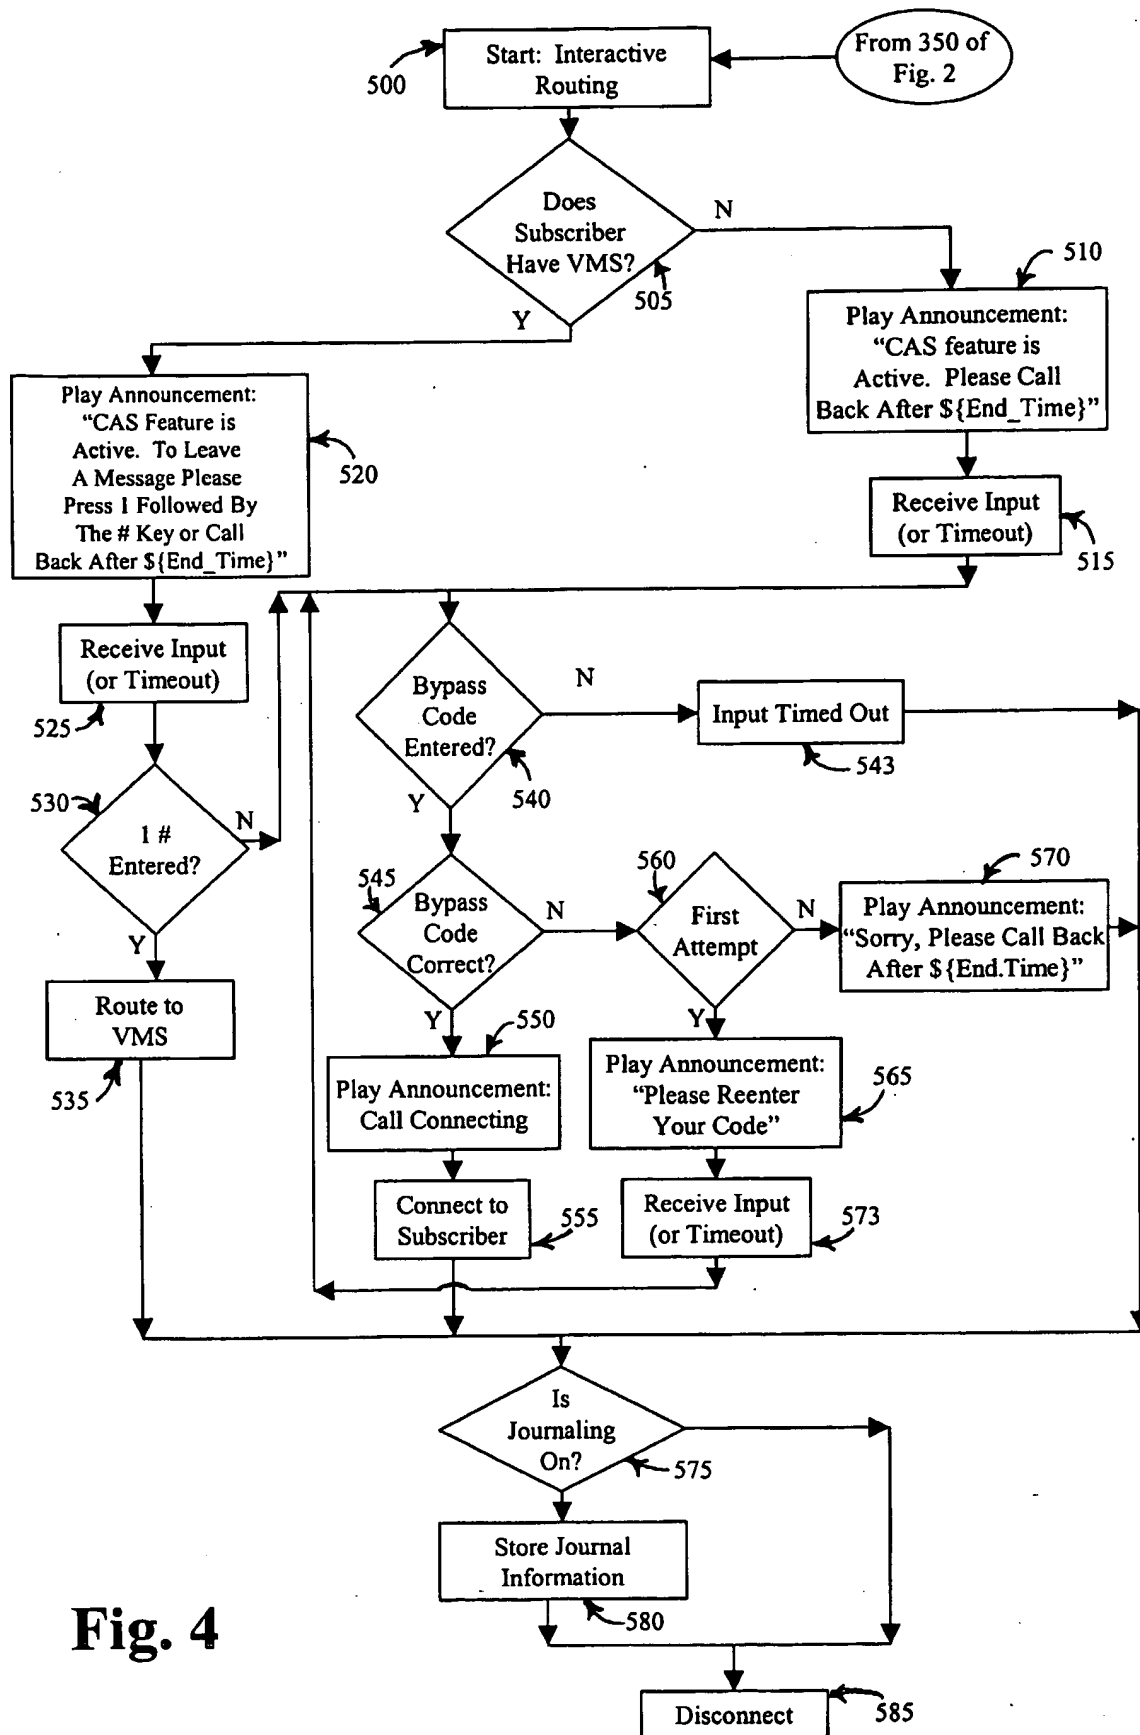 Start: Interactive
Routing
500
From 350 of
Fig. 2
Does
Subscriber
Have VMS?
505
N
Y
510
Play Announcement:
“CAS feature is
Active. Please Call
Back After ${End_Time}”
Receive Input
(or Timeout)
515
Play Announcement:
“CAS Feature is
Active. To Leave
A Message Please
Press 1 Followed By
The # Key or Call
Back After ${End_Time}”
520
Receive Input
(or Timeout)
525
530
1 #
Entered?
N
Y
Route to
VMS
535
Bypass
Code
Entered?
540
N
Y
Input Timed Out
543
545
Bypass
Code
Correct?
N
Y
560
First
Attempt
N
Y
570
Play Announcement:
“Sorry, Please Call Back
After ${End.Time}”
550
Play Announcement:
Call Connecting
Play Announcement:
“Please Reenter
Your Code”
565
Connect to
Subscriber
555
Receive Input
(or Timeout)
573
Is
Journaling
On?
575
Store Journal
Information
580
Disconnect
585
Fig. 4